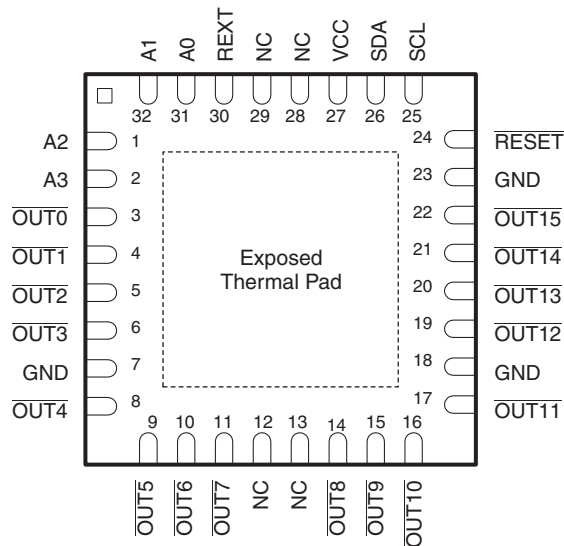 A1 A0 REXT NC NC VCC SDA SCL
32 31 30 29 28 27 26 25
A2 1 24 RESET
A3 2 23 GND
OUT0 3 22 OUT15
OUT1 4 21 OUT14
OUT2 5 20 OUT13
OUT3 6 19 OUT12
GND 7 18 GND
OUT4 8 17 OUT11
Exposed
Thermal Pad
9 10 11 12 13 14 15 16
OUT5 OUT6 OUT7 NC NC OUT8 OUT9 OUT10